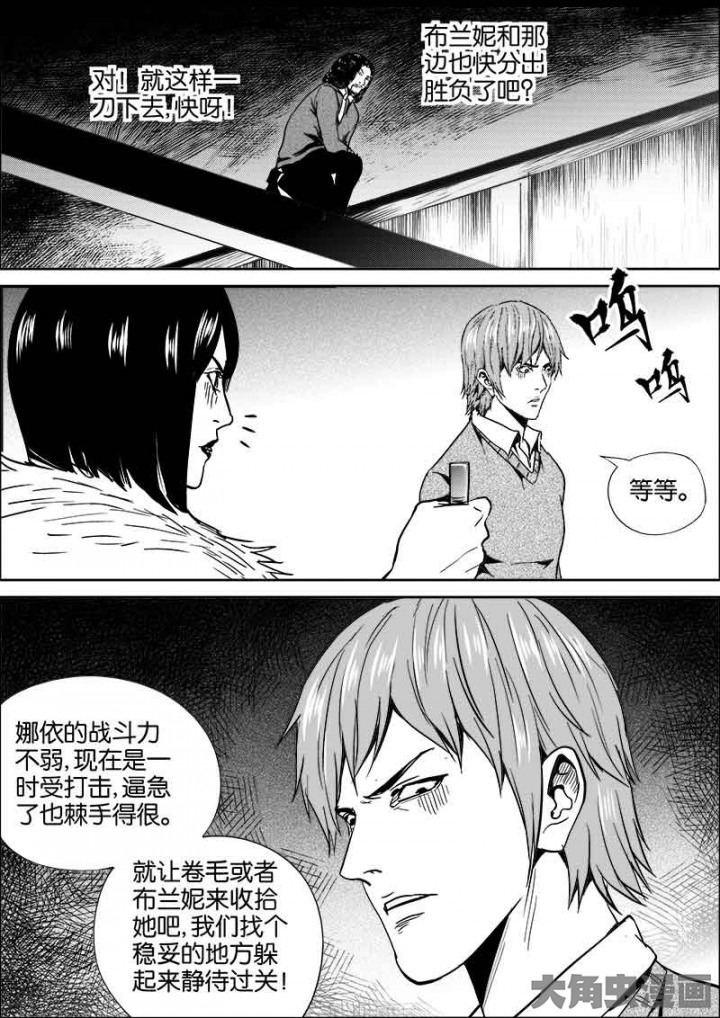 对！就这样一
刀下去,快呀！
布兰妮和那
边也快分出
胜负了吧？
呜
呜
等等。
娜依的战斗力
不弱,现在是一
时受打击,逼急
了也棘手得很。
就让卷毛或者
布兰妮来收拾
她吧,我们找个
稳妥的地方躲
起来静待过关！
大角虫漫画